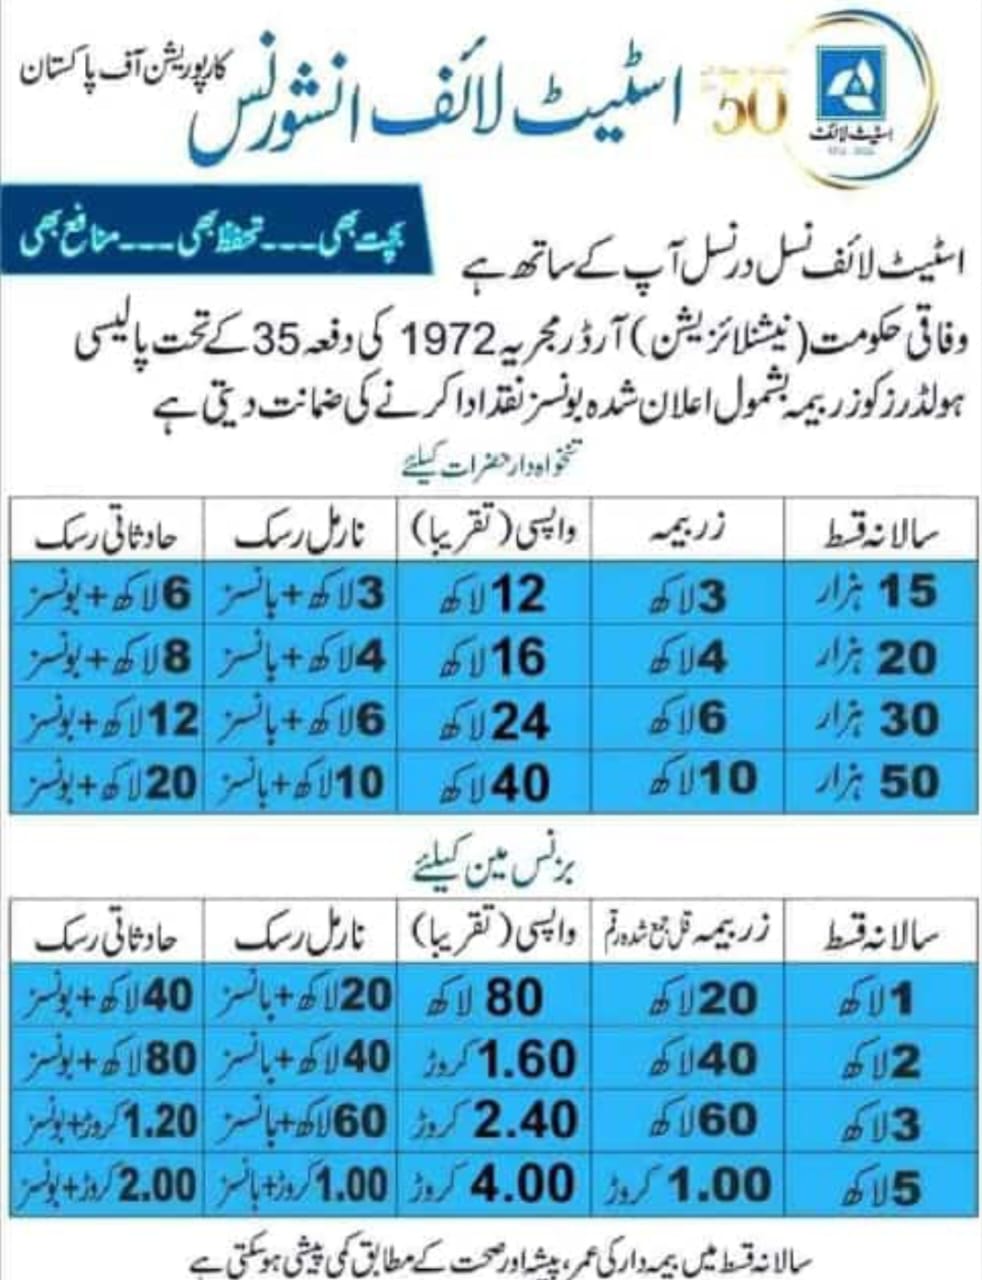 اسٹیٹ لائف
50
اسٹیٹ لائف انشورنس
کارپوریشن آف پاکستان
بچت بھی ---تحفظ بھی ---منافع بھی
اسٹیٹ لائف نسل در نسل آپ کے ساتھ ہے
وفاقی حکومت (نیشنلائزیشن) آرڈر مجریہ 1972 کی دفعہ 35 کے تحت پالیسی
ہولڈرز کو زر بیمہ بشمول اعلان شدہ بونسز نقد ادا کرنے کی ضمانت دیتی ہے
تنخواہ دار حضرات کیلئے
سالانہ قسط زر بیمہ واپسی (تقریبا) نارمل رسک حادثاتی رسک
15 ہزار 3 لاکھ 12 لاکھ 3 لاکھ + بانسز 6 لاکھ + بونسز
20 ہزار 4 لاکھ 16 لاکھ 4 لاکھ + بانسز 8 لاکھ + بونسز
30 ہزار 6 لاکھ 24 لاکھ 6 لاکھ + بانسز 12 لاکھ + بونسز
50 ہزار 10 لاکھ 40 لاکھ 10 لاکھ + بانسز 20 لاکھ + بونسز
بزنس مین کیلئے
سالانہ قسط زر بیمہ قل جمع شدہ رقم واپسی (تقریبا) نارمل رسک حادثاتی رسک
1 لاکھ 20 لاکھ 80 لاکھ 20 لاکھ + بانسز 40 لاکھ + بونسز
2 لاکھ 40 لاکھ 1.60 کروڑ 40 لاکھ + بانسز 80 لاکھ + بونسز
3 لاکھ 60 لاکھ 2.40 کروڑ 60 لاکھ + بانسز 1.20 کروڑ + بونسز
5 لاکھ 1.00 کروڑ 4.00 کروڑ 1.00 کروڑ + بانسز 2.00 کروڑ + بونسز
سالانہ قسط میں بیمہ دار کی عمر، پیشہ اور صحت کے مطابق کمی پیشی ہوسکتی ہے